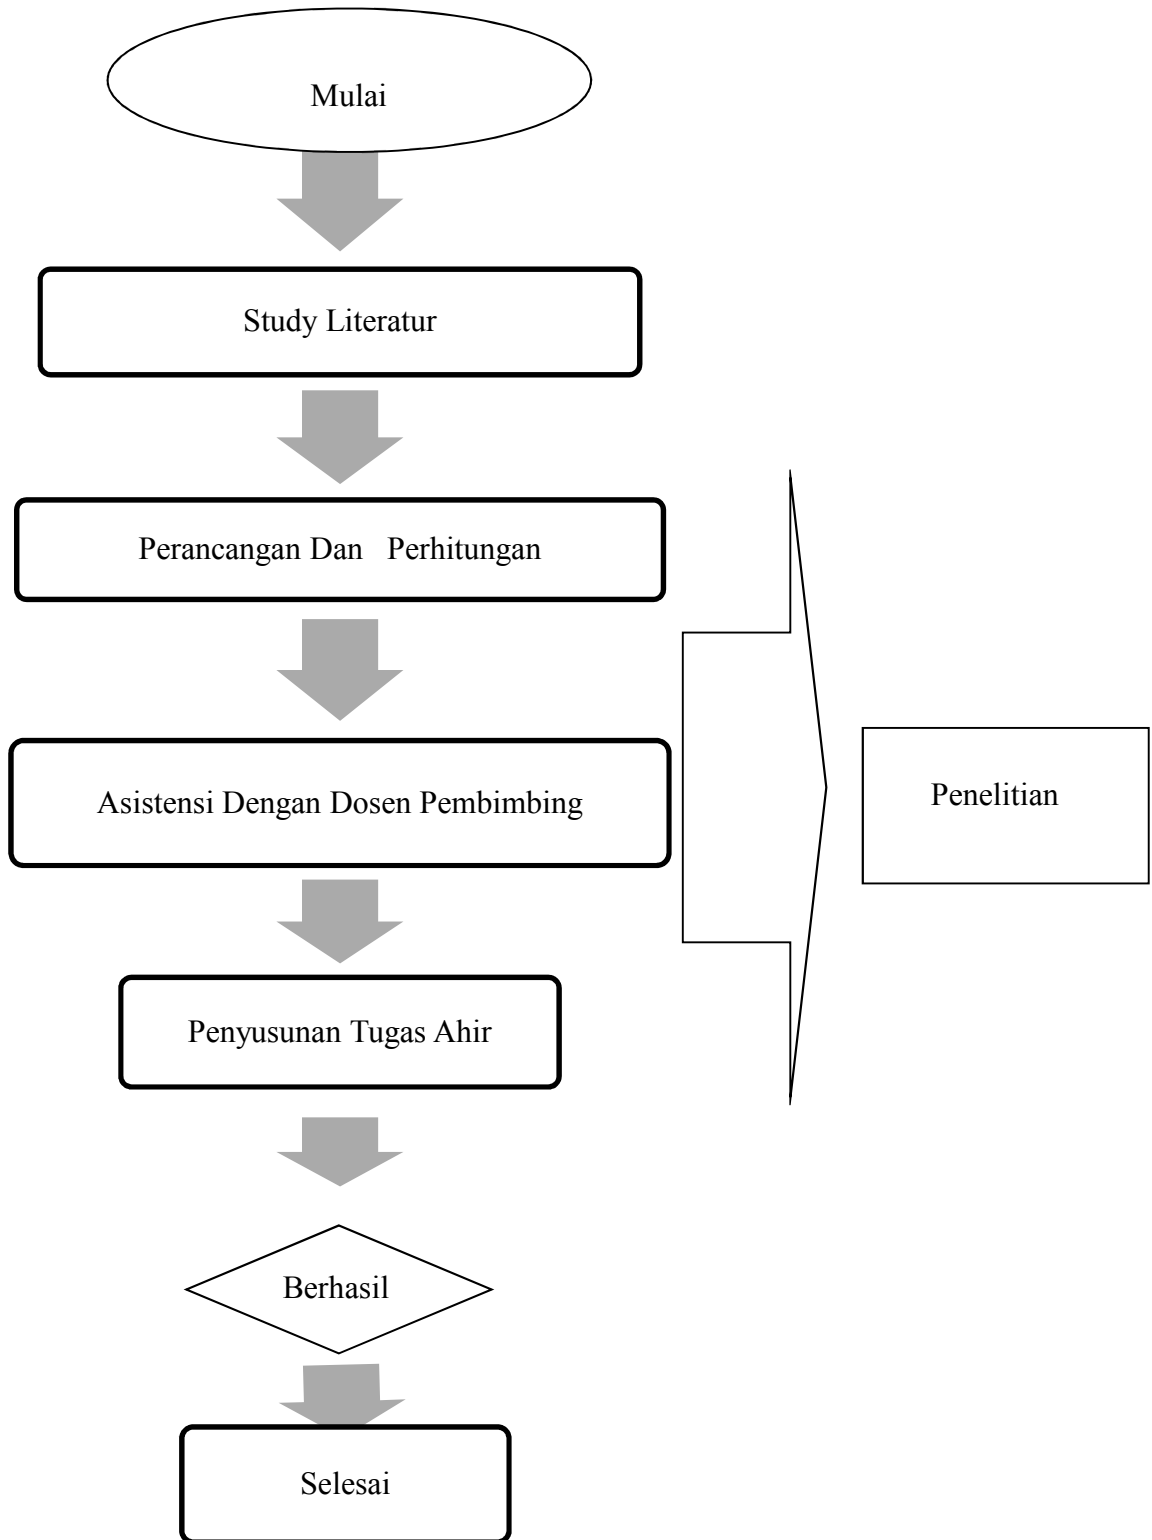 Mulai
Study Literatur
Perancangan Dan   Perhitungan
Asistensi Dengan Dosen Pembimbing
Penelitian
Penyusunan Tugas Ahir
Berhasil
Selesai